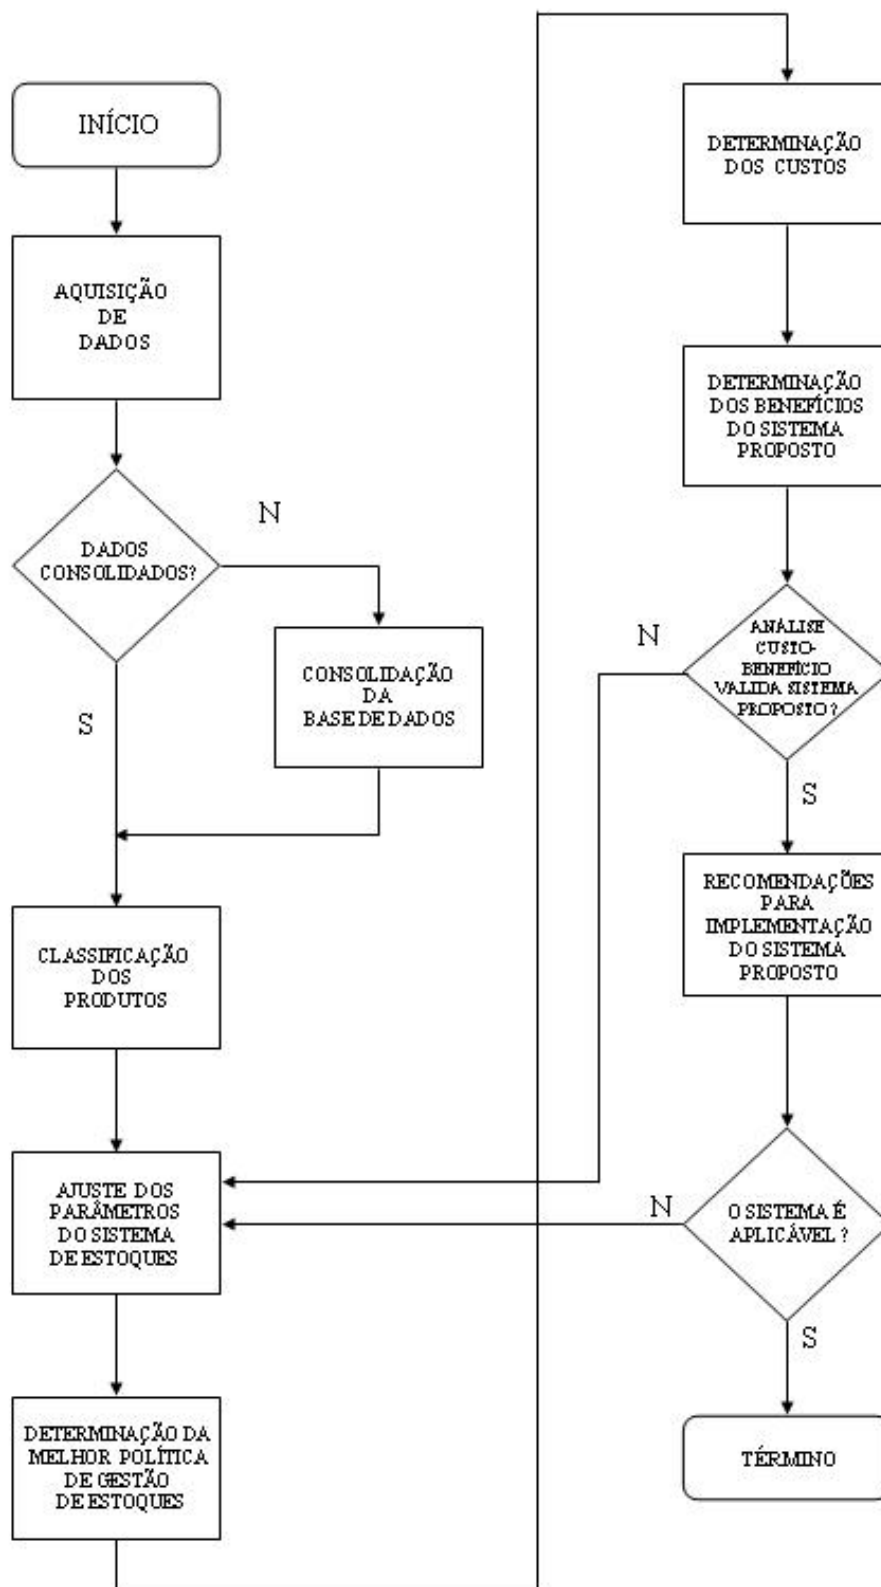 INÍCIO
AQUISIÇÃO
DE
DADOS
DADOS
CONSOLIDADOS?
N
S
CONSOLIDAÇÃO
DA
BASE DE DADOS
CLASSIFICAÇÃO
DOS
PRODUTOS
AJUSTE DOS
PARÂMETROS
DO SISTEMA
DE ESTOQUES
DETERMINAÇÃO DA
MELHOR POLÍTICA
DE GESTÃO
DE ESTOQUES
DETERMINAÇÃO
DOS CUSTOS
DETERMINAÇÃO
DOS BENEFÍCIOS
DO SISTEMA
PROPOSTO
ANÁLISE
CUSTO-
BENEFÍCIO
VALIDA SISTEMA
PROPOSTO ?
N
S
RECOMENDAÇÕES
PARA
IMPLEMENTAÇÃO
DO SISTEMA
PROPOSTO
O SISTEMA É
APLICÁVEL ?
N
S
TÉRMINO